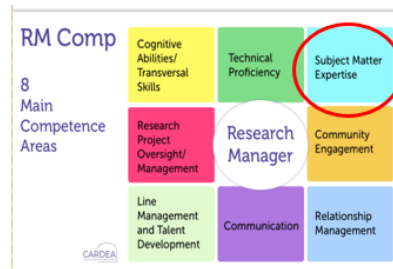 RM Comp
8
Main
Competence
Areas
Cognitive
Abilities/
Transversal
Skills
Technical
Proficiency
Subject Matter
Expertise
Research
Project
Oversight/
Management
Research
Manager
Community
Engagement
Line
Management
and Talent
Development
Communication
Relationship
Management
CARDEA